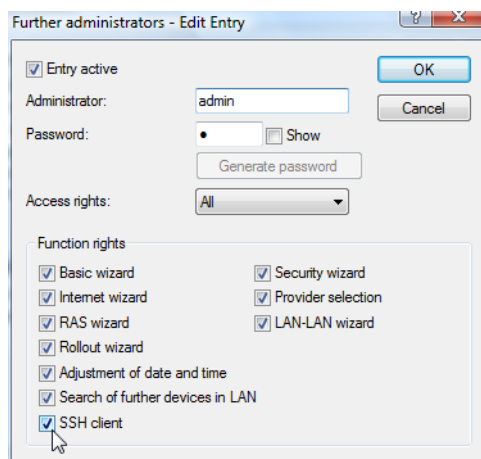 Further administrators - Edit Entry
Entry active
OK
Administrator:
admin
Cancel
Password:
Show
Generate password
Access rights:
All
Function rights
Basic wizard
Security wizard
Internet wizard
Provider selection
RAS wizard
LAN-LAN wizard
Rollout wizard
Adjustment of date and time
Search of further devices in LAN
SSH client